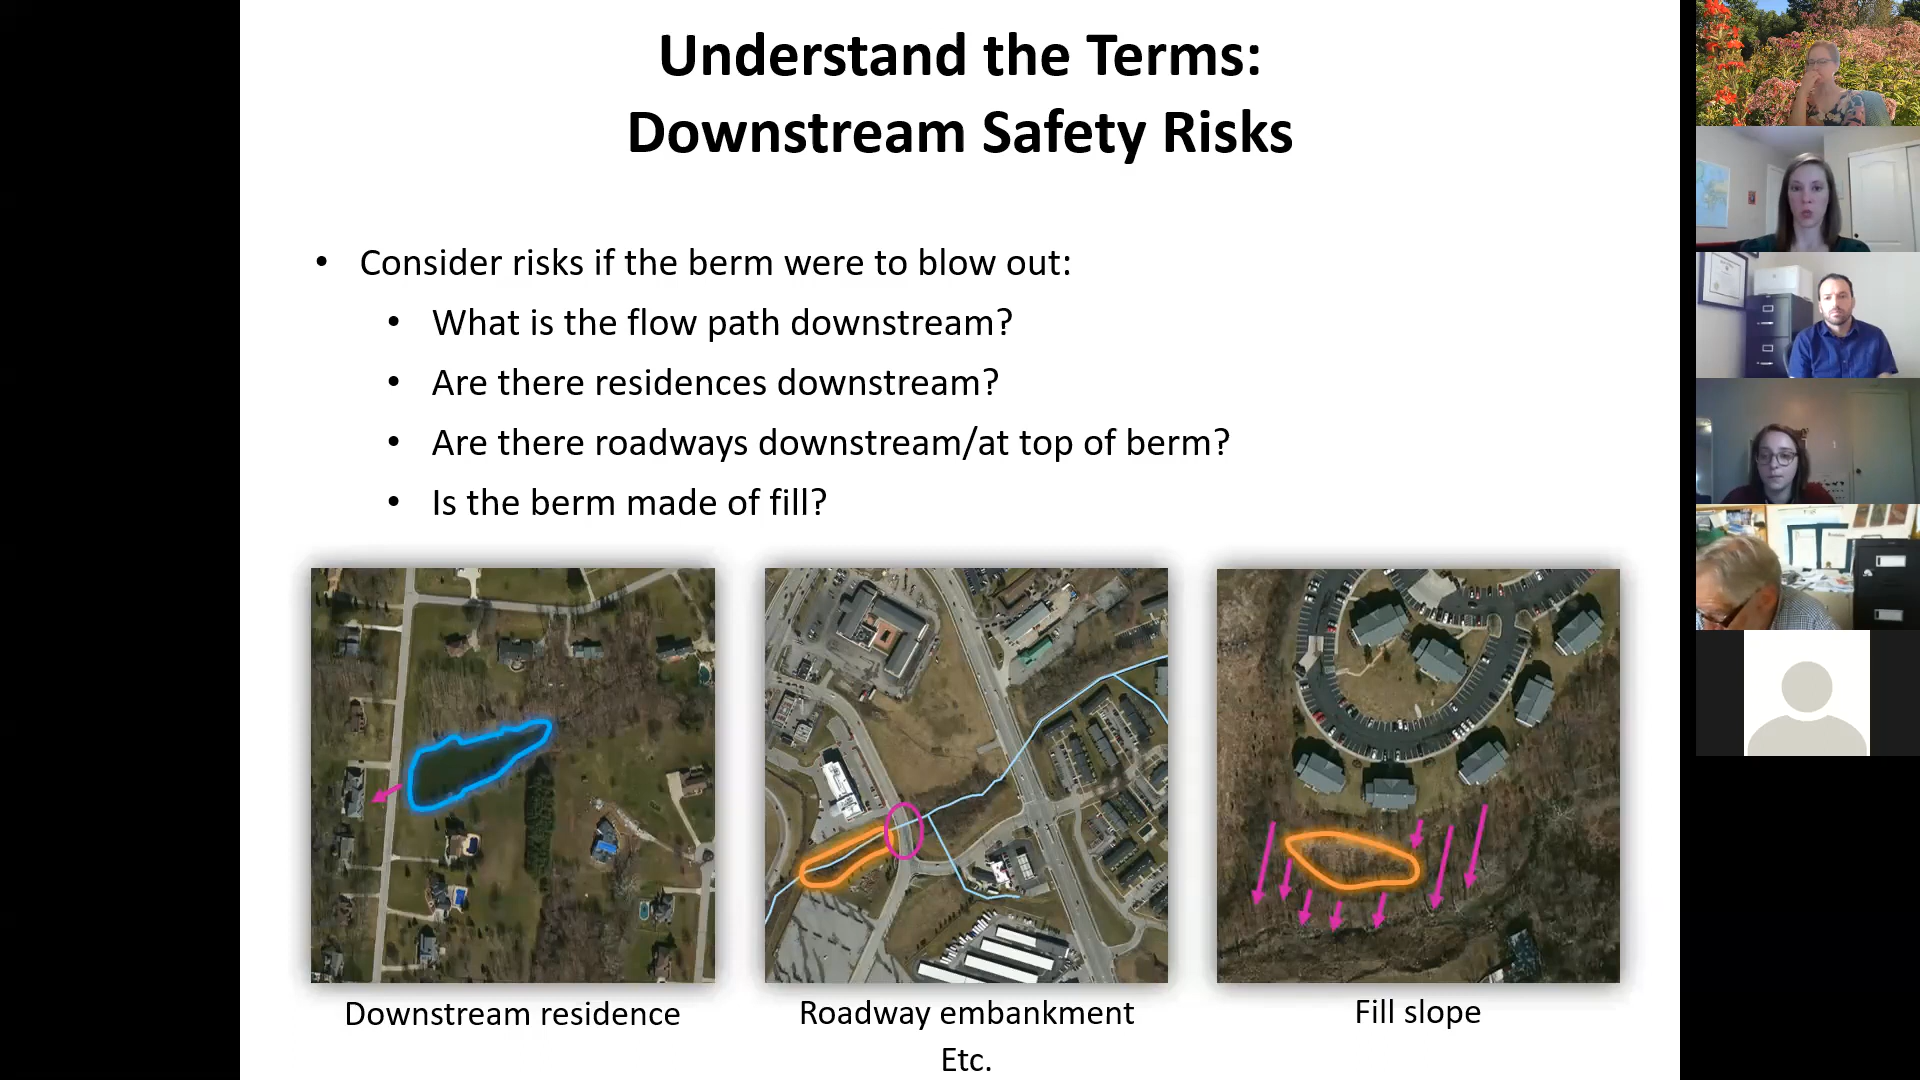 Understand the Terms:
Downstream Safety Risks
• Consider risks if the berm were to blow out:
• What is the flow path downstream?
• Are there residences downstream?
• Are there roadways downstream/at top of berm?
• Is the berm made of fill?
Downstream residence
Roadway embankment
Fill slope
Etc.